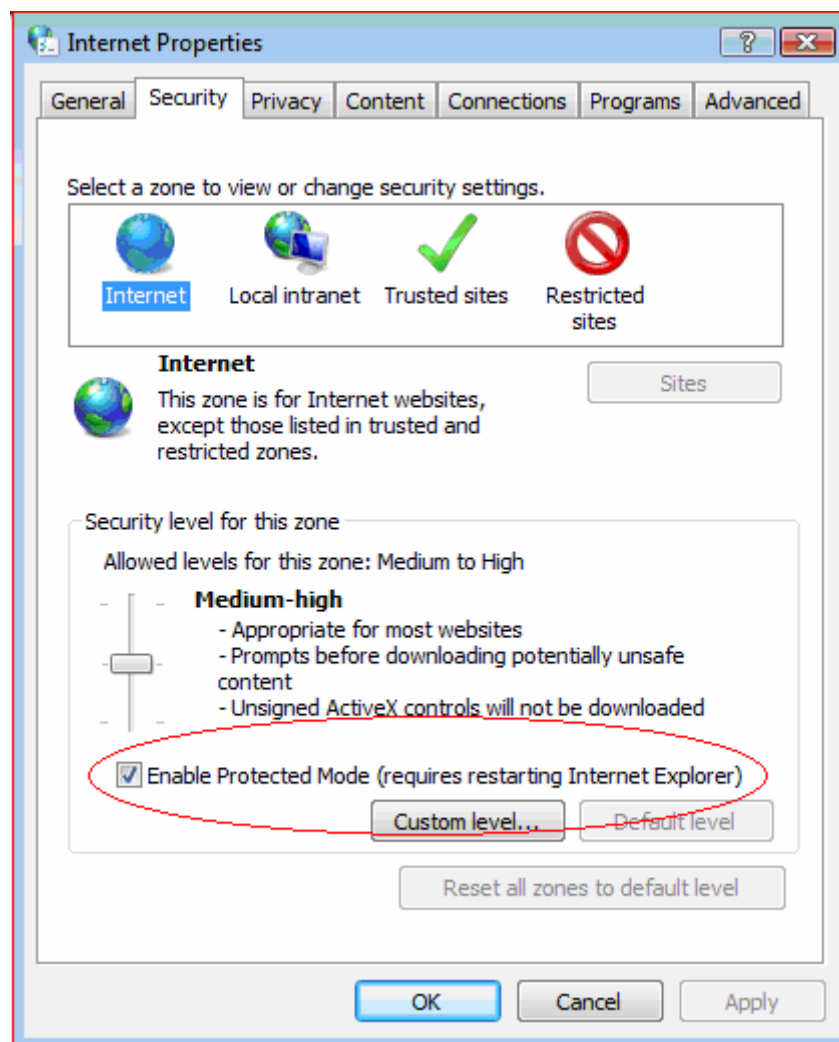 Internet Properties
General Security Privacy Content Connections Programs Advanced
Select a zone to view or change security settings.
Internet Local intranet Trusted sites Restricted
sites
Internet
Sites
This zone is for Internet websites,
except those listed in trusted and
restricted zones.
Security level for this zone
Allowed levels for this zone: Medium to High
Medium-high
- Appropriate for most websites
- Prompts before downloading potentially unsafe
content
- Unsigned ActiveX controls will not be downloaded
Enable Protected Mode (requires restarting Internet Explorer)
Custom level... Default level
Reset all zones to default level
OK Cancel Apply